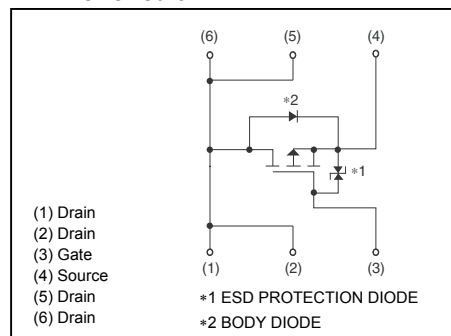 (6) (5) (4)
∗2
∗1
(1) Drain
(2) Drain
(3) Gate
(4) Source
(5) Drain
(6) Drain
(1) (2) (3)
∗1 ESD PROTECTION DIODE
∗2 BODY DIODE